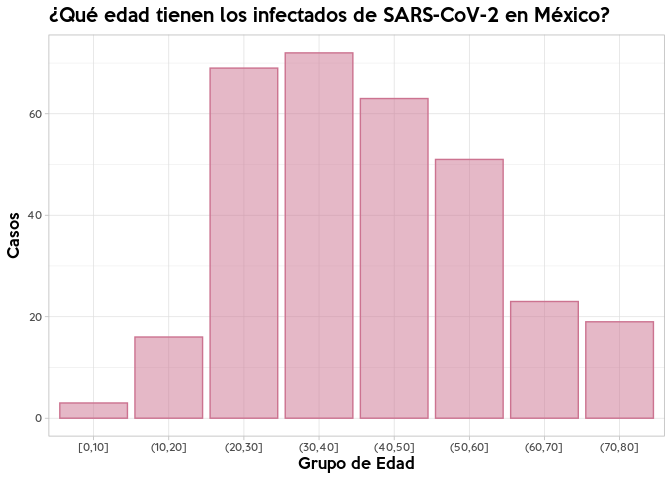 ¿Qué edad tienen los infectados de SARS-CoV-2 en México?
Casos
60
40
20
0
[0,10] (10,20] (20,30] (30,40] (40,50] (50,60] (60,70] (70,80]
Grupo de Edad